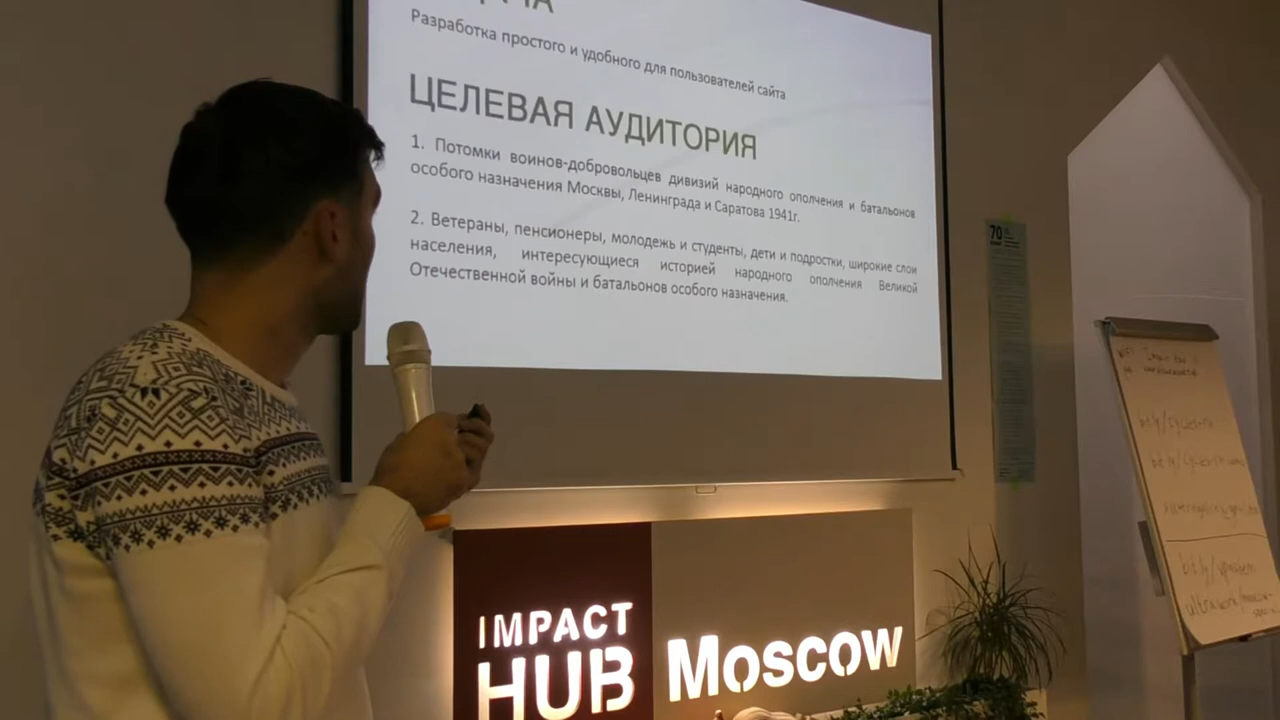 Разработка простого и удобного для пользователей сайта
ЦЕЛЕВАЯ АУДИТОРИЯ
1. Потомки воинов-добровольцев дивизий народного ополчения и батальонов
особого назначения Москвы, Ленинграда и Саратова 1941г.
2. Ветераны, пенсионеры, молодежь и студенты, дети и подростки, широкие слои
населения, интересующиеся историей народного ополчения Великой
Отечественной войны и батальонов особого назначения.
70
IMPACT
HUB
Moscow